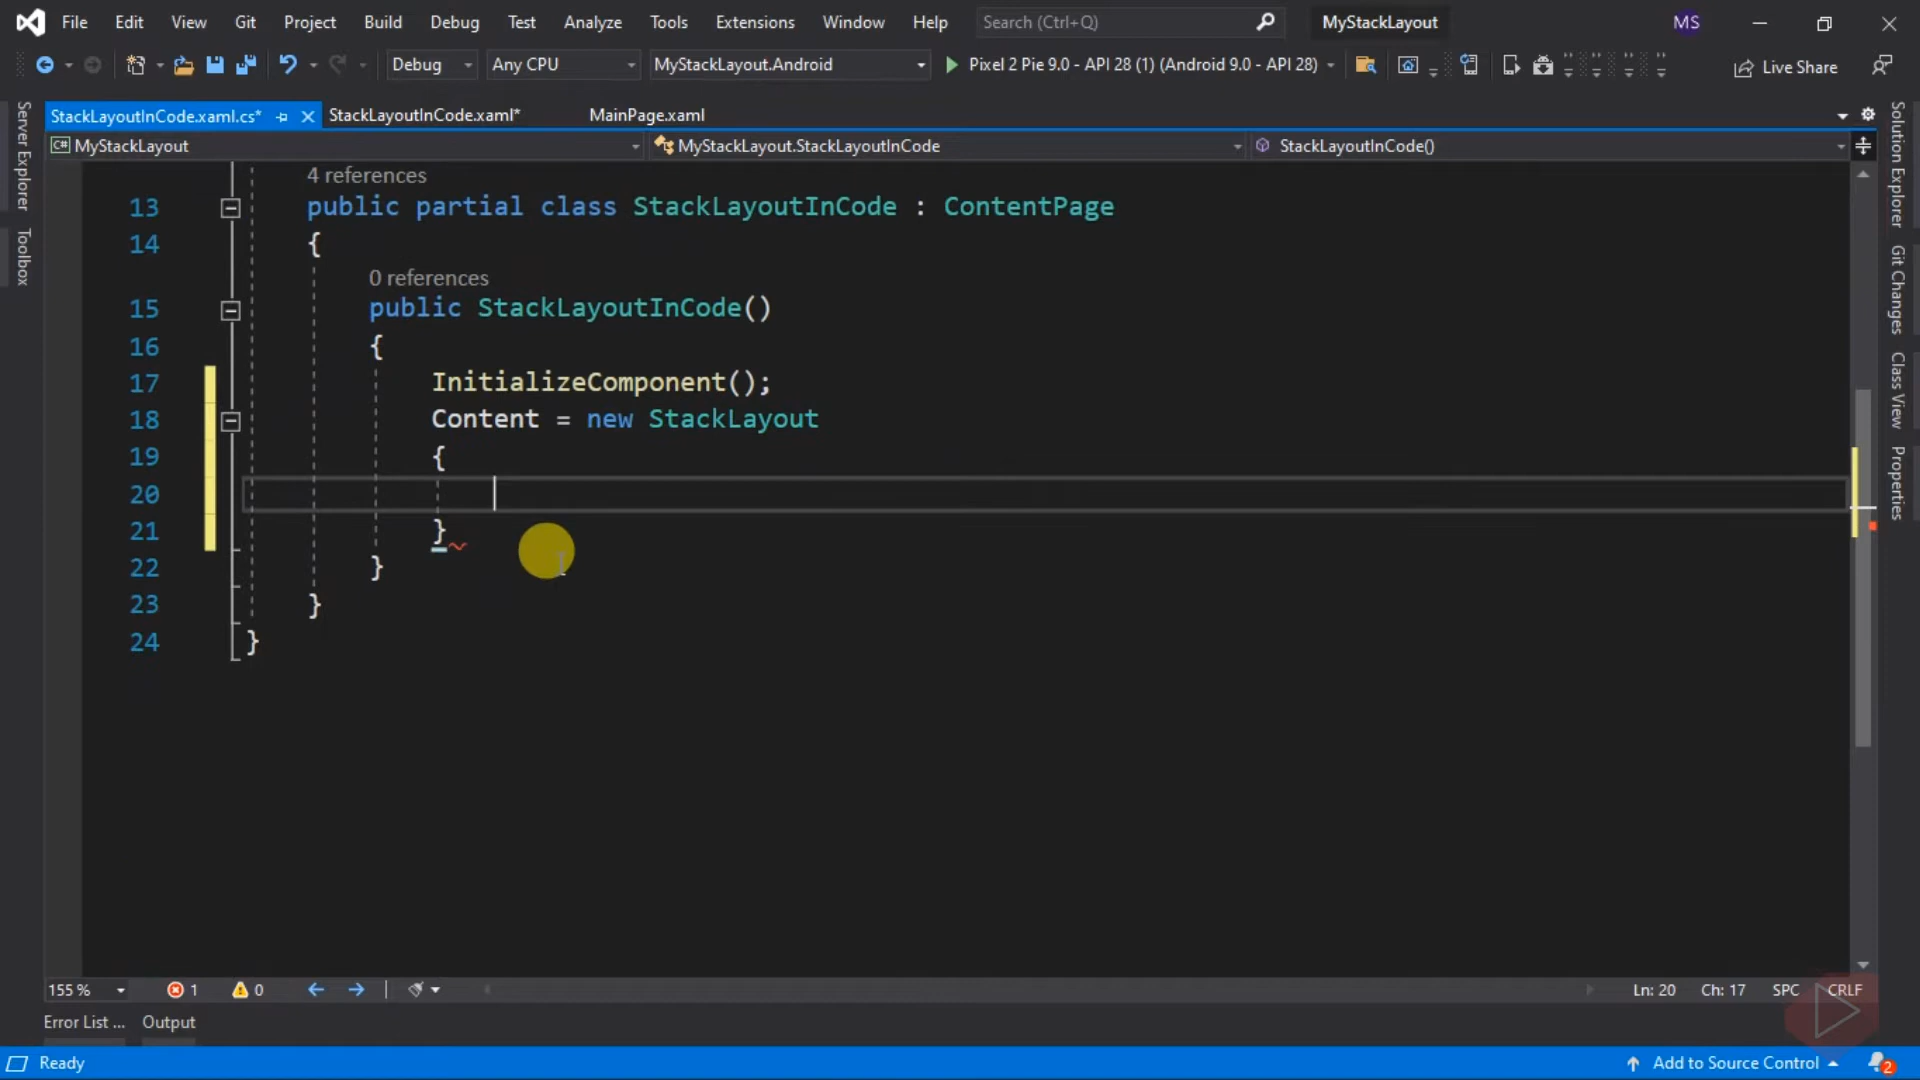 File Edit View Git Project Build Debug Test Analyze Tools Extensions Window Help Search (Ctrl+Q) MyStackLayout MS
Debug Any CPU MyStackLayout.Android Pixel 2 Pie 9.0 - API 28 (1) (Android 9.0 - API 28) Live Share
StackLayoutInCode.xaml.cs* StackLayoutInCode.xaml* MainPage.xaml
C# MyStackLayout MyStackLayout.StackLayoutInCode StackLayoutInCode()
Server Explorer
Toolbox
4 references
13 public partial class StackLayoutInCode : ContentPage
14 {
0 references
15 public StackLayoutInCode()
16 {
17 InitializeComponent();
18 Content = new StackLayout
19 {
20
21 }
22 }
23 }
24 }
Solution Explorer
Git Changes
Class View
Properties
155 % 1 0 Ln: 20 Ch: 17 SPC CRLF
Error List ... Output
Ready Add to Source Control 2